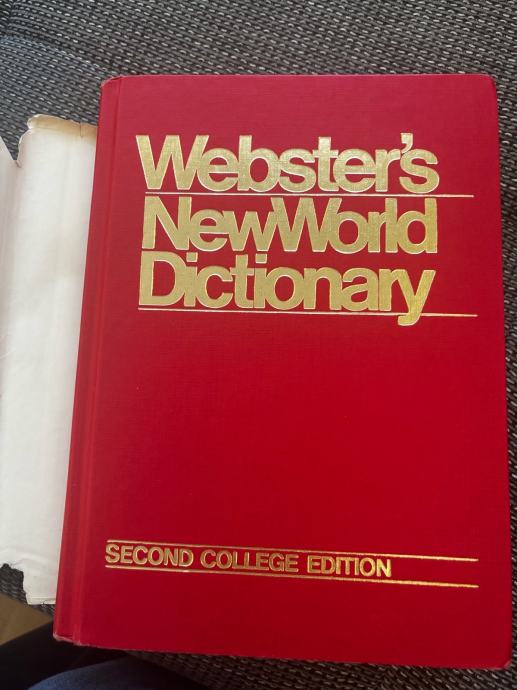 Webster's
NewWorld
Dictionary
SECOND COLLEGE EDITION